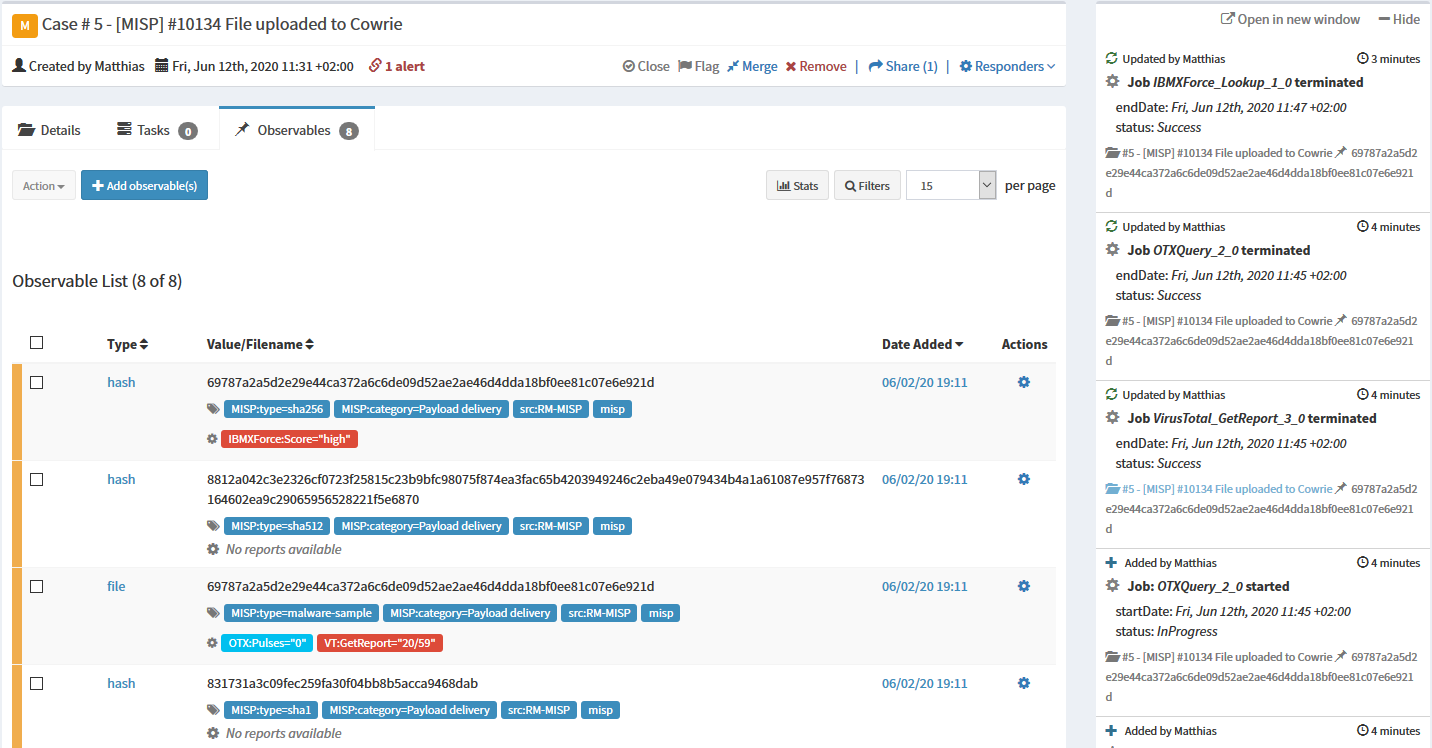 M Case # 5 - [MISP] #10134 File uploaded to Cowrie
Created by Matthias Fri, Jun 12th, 2020 11:31 +02:00 1 alert
Close Flag Merge Remove | Share (1) | Responders
Details Tasks 0 Observables 8
Action Add observable(s) Stats Filters 15 per page
Observable List (8 of 8)
Type Value/Filename Date Added Actions
hash 69787a2a5d2e29e44ca372a6c6de09d52ae2ae46d4dda18bf0ee81c07e6e921d 06/02/20 19:11
MISP:type=sha256 MISP:category=Payload delivery src:RM-MISP misp
IBMXForce:Score="high"
hash 8812a042c3e2326cf0723f25815c23b9bfc98075f874ea3fac65b4203949246c2eba49e079434b4a1a61087e957f76873 06/02/20 19:11
164602ea9c29065956528221f5e6870
MISP:type=sha512 MISP:category=Payload delivery src:RM-MISP misp
No reports available
file 69787a2a5d2e29e44ca372a6c6de09d52ae2ae46d4dda18bf0ee81c07e6e921d 06/02/20 19:11
MISP:type=malware-sample MISP:category=Payload delivery src:RM-MISP misp
OTX:Pulses="0" VT:GetReport="20/59"
hash 831731a3c09fec259fa30f04bb8b5acca9468dab 06/02/20 19:11
MISP:type=sha1 MISP:category=Payload delivery src:RM-MISP misp
No reports available
Open in new window Hide
Updated by Matthias 3 minutes
Job IBMXForce_Lookup_1_0 terminated
endDate: Fri, Jun 12th, 2020 11:47 +02:00
status: Success
#5 - [MISP] #10134 File uploaded to Cowrie 69787a2a5d2
e29e44ca372a6c6de09d52ae2ae46d4dda18bf0ee81c07e6e921
d
Updated by Matthias 4 minutes
Job OTXQuery_2_0 terminated
endDate: Fri, Jun 12th, 2020 11:45 +02:00
status: Success
#5 - [MISP] #10134 File uploaded to Cowrie 69787a2a5d2
e29e44ca372a6c6de09d52ae2ae46d4dda18bf0ee81c07e6e921
d
Updated by Matthias 4 minutes
Job VirusTotal_GetReport_3_0 terminated
endDate: Fri, Jun 12th, 2020 11:45 +02:00
status: Success
#5 - [MISP] #10134 File uploaded to Cowrie 69787a2a5d2
e29e44ca372a6c6de09d52ae2ae46d4dda18bf0ee81c07e6e921
d
Added by Matthias 4 minutes
Job: OTXQuery_2_0 started
startDate: Fri, Jun 12th, 2020 11:45 +02:00
status: InProgress
#5 - [MISP] #10134 File uploaded to Cowrie 69787a2a5d2
e29e44ca372a6c6de09d52ae2ae46d4dda18bf0ee81c07e6e921
d
Added by Matthias 4 minutes